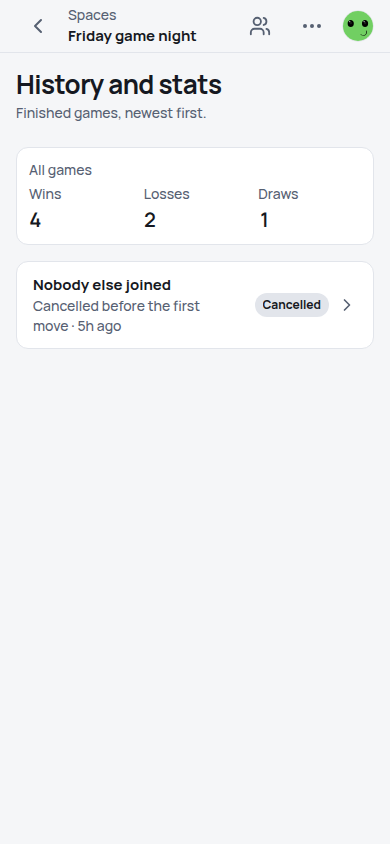 Spaces
Friday game night
History and stats
Finished games, newest first.
All games
Wins Losses Draws
4 2 1
Nobody else joined
Cancelled before the first
move · 5h ago
Cancelled